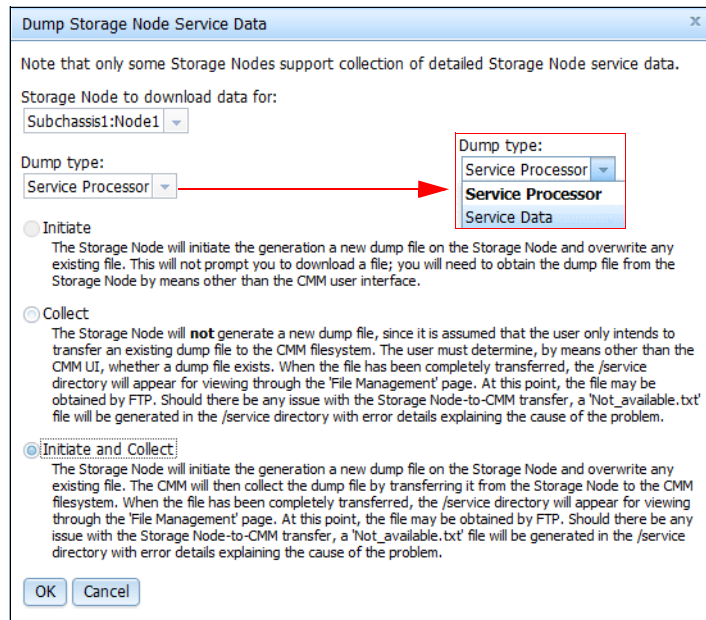 Dump Storage Node Service Data
x
Note that only some Storage Nodes support collection of detailed Storage Node service data.
Storage Node to download data for:
Subchassis1:Node1
Dump type:
Service Processor
Dump type:
Service Processor
Service Processor
Service Data
Initiate
The Storage Node will initiate the generation a new dump file on the Storage Node and overwrite any
existing file. This will not prompt you to download a file; you will need to obtain the dump file from the
Storage Node by means other than the CMM user interface.
Collect
The Storage Node will not generate a new dump file, since it is assumed that the user only intends to
transfer an existing dump file to the CMM filesystem. The user must determine, by means other than the
CMM UI, whether a dump file exists. When the file has been completely transferred, the /service
directory will appear for viewing through the 'File Management' page. At this point, the file may be
obtained by FTP. Should there be any issue with the Storage Node-to-CMM transfer, a 'Not_available.txt'
file will be generated in the /service directory with error details explaining the cause of the problem.
Initiate and Collect
The Storage Node will initiate the generation a new dump file on the Storage Node and overwrite any
existing file. The CMM will then collect the dump file by transferring it from the Storage Node to the CMM
filesystem. When the file has been completely transferred, the /service directory will appear for viewing
through the 'File Management' page. At this point, the file may be obtained by FTP. Should there be any
issue with the Storage Node-to-CMM transfer, a 'Not_available.txt' file will be generated in the /service
directory with error details explaining the cause of the problem.
OK
Cancel